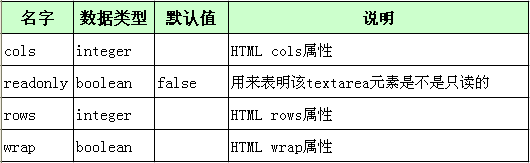 名字 数据类型 默认值 说明
cols integer HTML cols属性
readonly boolean false 用来表明该textarea元素是不是只读的
rows integer HTML rows属性
wrap boolean HTML wrap属性